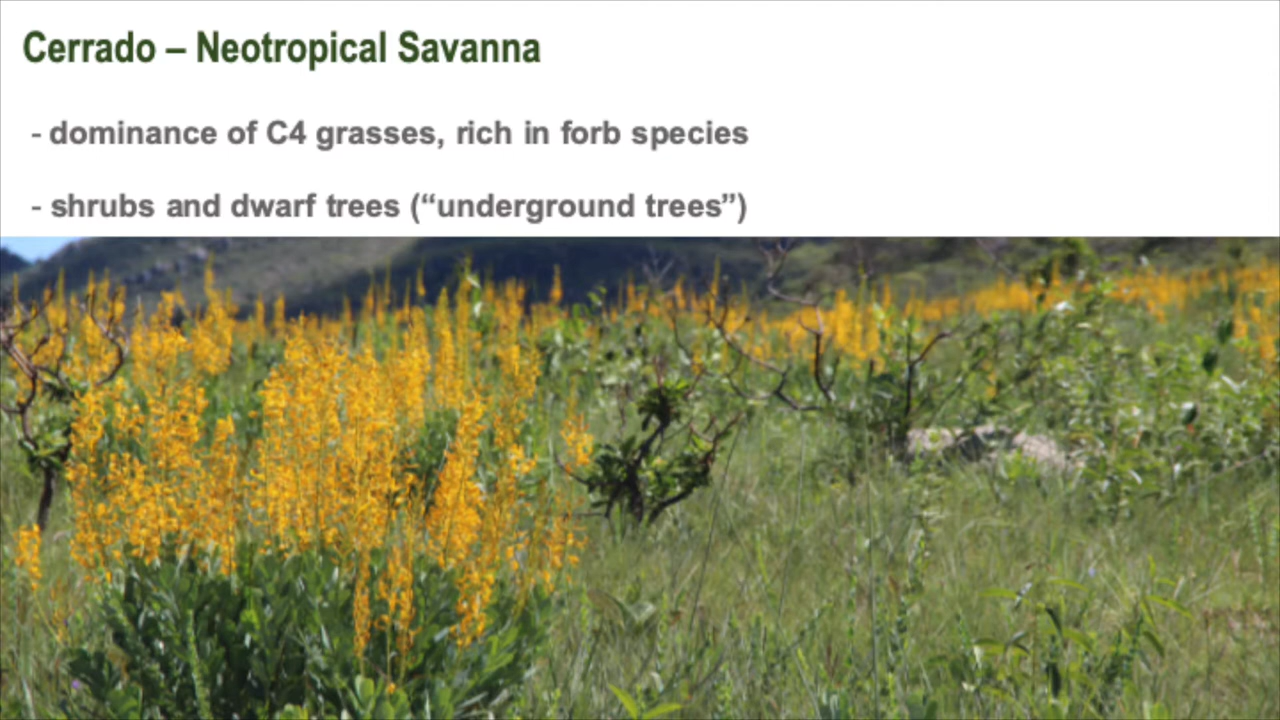 Cerrado – Neotropical Savanna
- dominance of C4 grasses, rich in forb species
- shrubs and dwarf trees (“underground trees”)